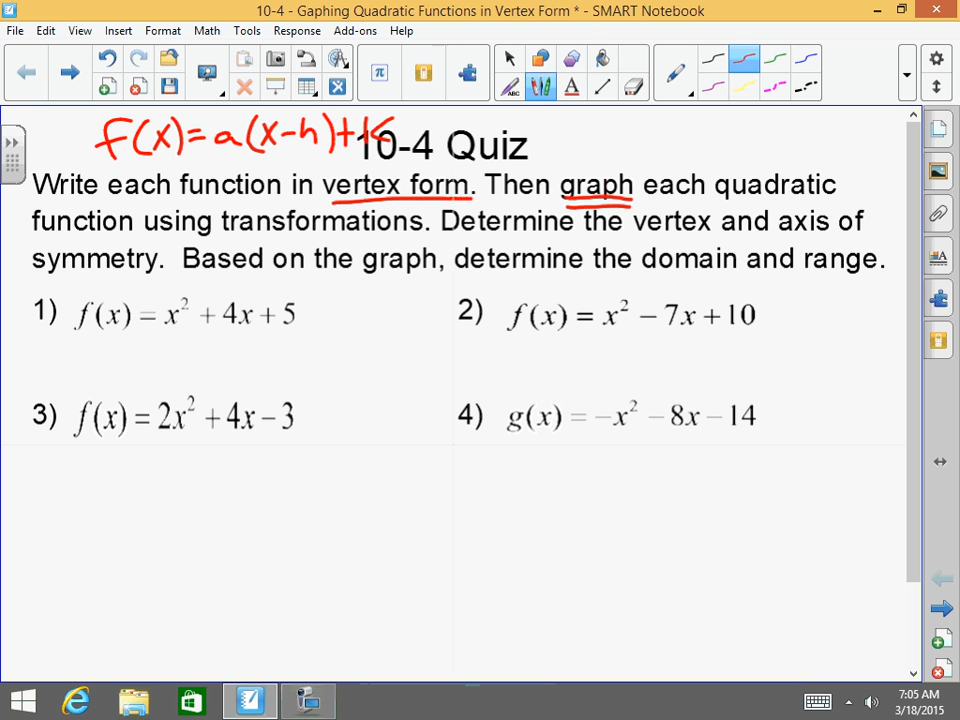 10-4 - Gaphing Quadratic Functions in Vertex Form * - SMART Notebook
File Edit View Insert Format Math Tools Response Add-ons Help
f(x)=a(x-h)+K
10-4 Quiz
Write each function in vertex form. Then graph each quadratic
function using transformations. Determine the vertex and axis of
symmetry. Based on the graph, determine the domain and range.
1) f(x) = x² + 4x + 5 2) f(x) = x² − 7x + 10
3) f(x) = 2x² + 4x − 3 4) g(x) = −x² − 8x − 14
7:05 AM
3/18/2015